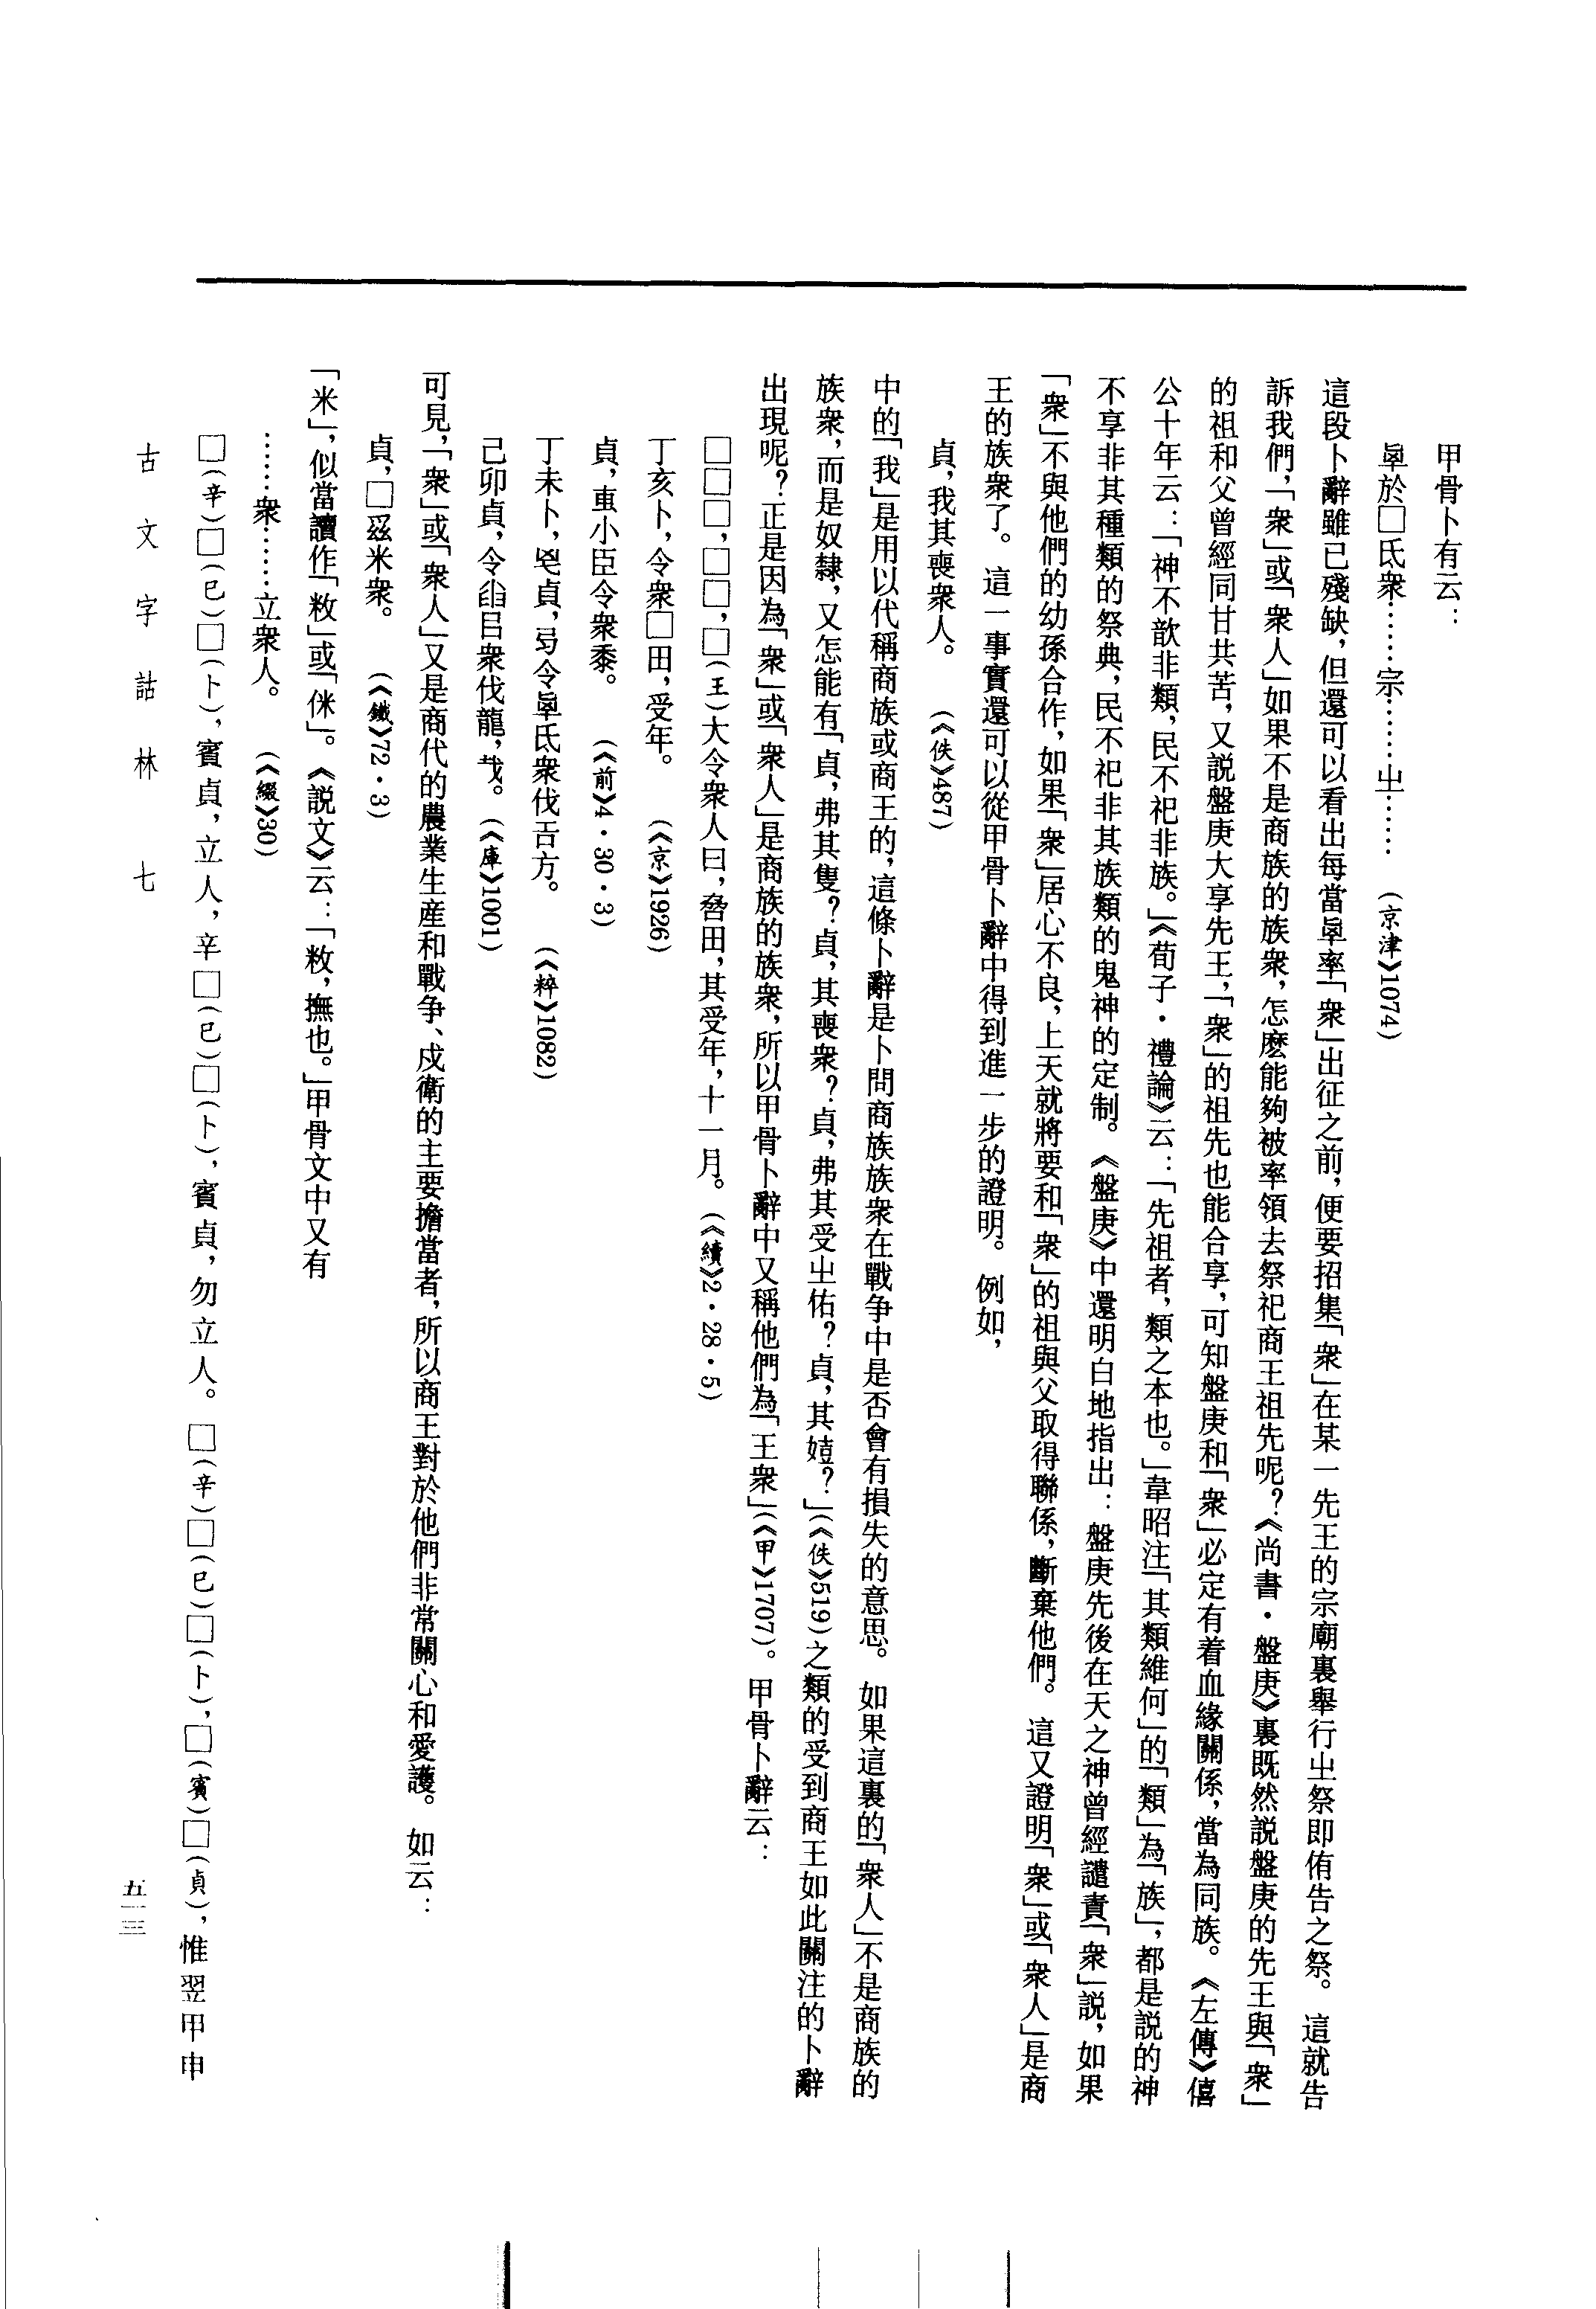 甲骨卜有云：
𠦪於□氐衆……宗……㞢……　（京津》1074）
這段卜辭雖已殘缺，但還可以看出每當𠦪率「衆」出征之前，便要招集「衆」在某一先王的宗廟裏舉行㞢祭即侑告之祭。這就告
訴我們，「衆」或「衆人」如果不是商族的族衆，怎麽能夠被率領去祭祀商王祖先呢？《尚書·盤庚》裏既然説盤庚的先王與「衆」
的祖和父曾經同甘共苦，又説盤庚大享先王，「衆」的祖先也能合享，可知盤庚和「衆」必定有着血緣關係，當為同族。《左傳》僖
公十年云：「神不歆非類，民不祀非族。」《荀子·禮論》云：「先祖者，類之本也。」韋昭注「其類維何」的「類」為「族」，都是説的神
不享非其種類的祭典，民不祀非其族類的鬼神的定制。《盤庚》中還明白地指出：盤庚先後在天之神曾經譴責「衆」説，如果
「衆」不與他們的幼孫合作，如果「衆」居心不良，上天就將要和「衆」的祖與父取得聯係，斷棄他們。這又證明「衆」或「衆人」是商
王的族衆了。這一事實還可以從甲骨卜辭中得到進一步的證明。例如，
貞，我其喪衆人。　（《佚》487）
中的「我」是用以代稱商族或商王的，這條卜辭是卜問商族族衆在戰争中是否會有損失的意思。如果這裏的「衆人」不是商族的
族衆，而是奴隸，又怎能有「貞，弗其隻？貞，其喪衆？貞，弗其受㞢佑？貞，其嬄？」（《佚》519）之類的受到商王如此關注的卜辭
出現呢？正是因為「衆」或「衆人」是商族的族衆，所以甲骨卜辭中又稱他們為「王衆」（《甲》1707）。甲骨卜辭云：
□□□，□□，□（王）大令衆人曰，劦田，其受年，十一月。（《續》2·28·5）
丁亥卜，令衆□田，受年。　（《京》1926）
貞，叀小臣令衆黍。　（《前》4·30·3）
丁未卜，貞，令𠦪氐衆伐𢀛方。　（《粹》1082）
己卯貞，令㠯衆伐龍，𢦔。（《庫》1001）
可見，「衆」或「衆人」又是商代的農業生産和戰争、戍衛的主要擔當者，所以商王對於他們非常關心和愛護。如云：
貞，□茲米衆。　（《鐵》72·3）
「米」，似當讀作「敉」或「侎」。《説文》云：「敉，撫也。」甲骨文中又有
……衆……立衆人。　（《綴》30）
□（辛）□（巳）□（卜），賓貞，立人，辛□（巳）□（卜），賓貞，勿立人。□（辛）□（巳）□（卜），□（賓）□（貞），惟翌甲申
古文字詁林　七
五一三